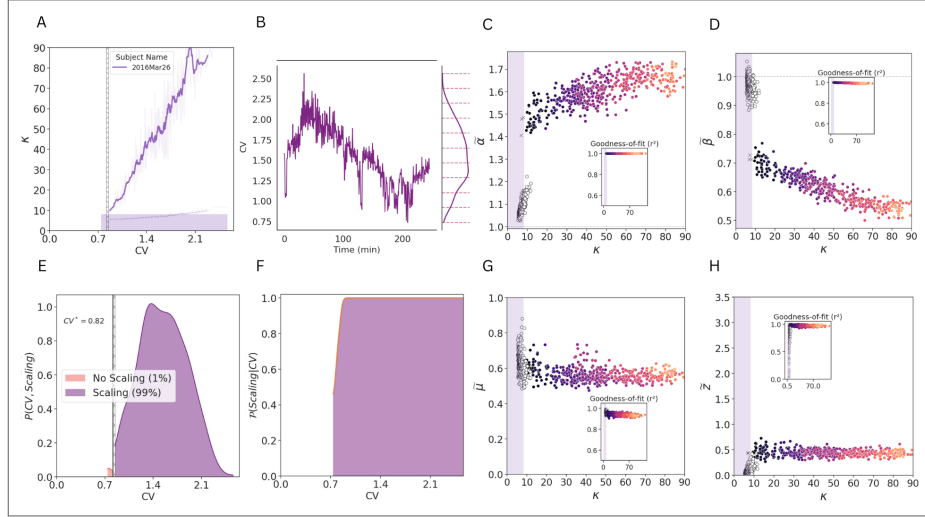 A
B
C
D
90
80
70
60
50
40
30
20
10
0
κ
Subject Name
2016Mar26
0.7
1.4
2.1
CV
2.50
2.25
2.00
1.75
1.50
1.25
1.00
0.75
CV
0
100
200
Time (min)
1.8
1.7
1.6
1.5
1.4
1.3
1.2
1.1
1.0
α̃
Goodness-of-fit (r²)
1.0
0.8
0.6
0
70
0 10 20 30 40 50 60 70 80 90
κ
1.0
0.9
0.8
0.7
0.6
0.5
β̃
Goodness-of-fit (r²)
1.0
0.8
0.6
0
70
0 10 20 30 40 50 60 70 80 90
κ
E
F
G
H
1.0
0.8
0.6
0.4
0.2
0.0
P(CV, Scaling)
CV* = 0.82
No Scaling (1%)
Scaling (99%)
0.0
0.7
1.4
2.1
CV
1.0
0.8
0.6
0.4
0.2
0.0
P(Scaling|CV)
0.0
0.7
1.4
2.1
CV
1.0
0.8
0.6
0.4
0.2
0.0
μ̃
Goodness-of-fit (r²)
1.00
0.75
0.50
0.25
0.00
0
70
0 10 20 30 40 50 60 70 80 90
κ
3.5
3.0
2.5
2.0
1.5
1.0
0.5
0.0
z̃
Goodness-of-fit (r²)
1.0
0.8
0.6
0.4
0.2
0.0
0.5
70.0
0 10 20 30 40 50 60 70 80 90
κ